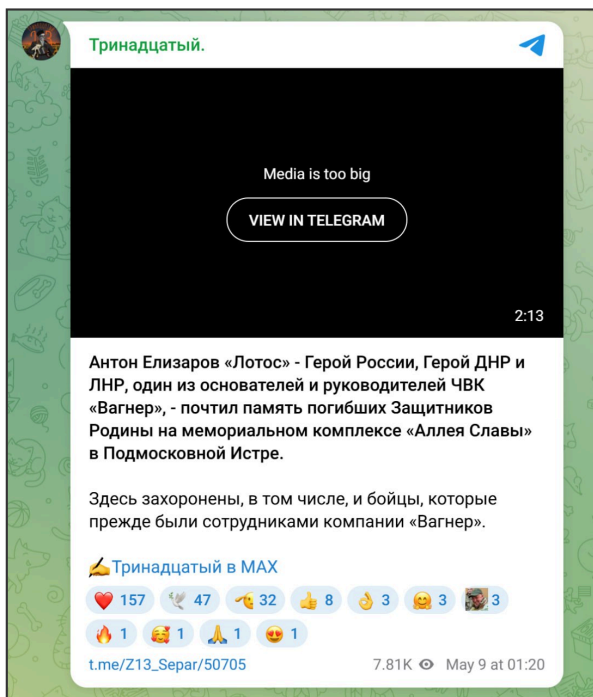 Тринадцатый.
Media is too big
VIEW IN TELEGRAM
2:13
Антон Елизаров «Лотос» - Герой России, Герой ДНР и
ЛНР, один из основателей и руководителей ЧВК
«Вагнер», - почтил память погибших Защитников
Родины на мемориальном комплексе «Аллея Славы»
в Подмосковной Истре.
Здесь захоронены, в том числе, и бойцы, которые
прежде были сотрудниками компании «Вагнер».
✍️Тринадцатый в МАХ
❤️ 157 🕊 47 🫡 32 👍 8 👌 3 🤗 3 3
🔥 1 🥰 1 🙏 1 😍 1
t.me/Z13_Separ/50705 7.81K May 9 at 01:20